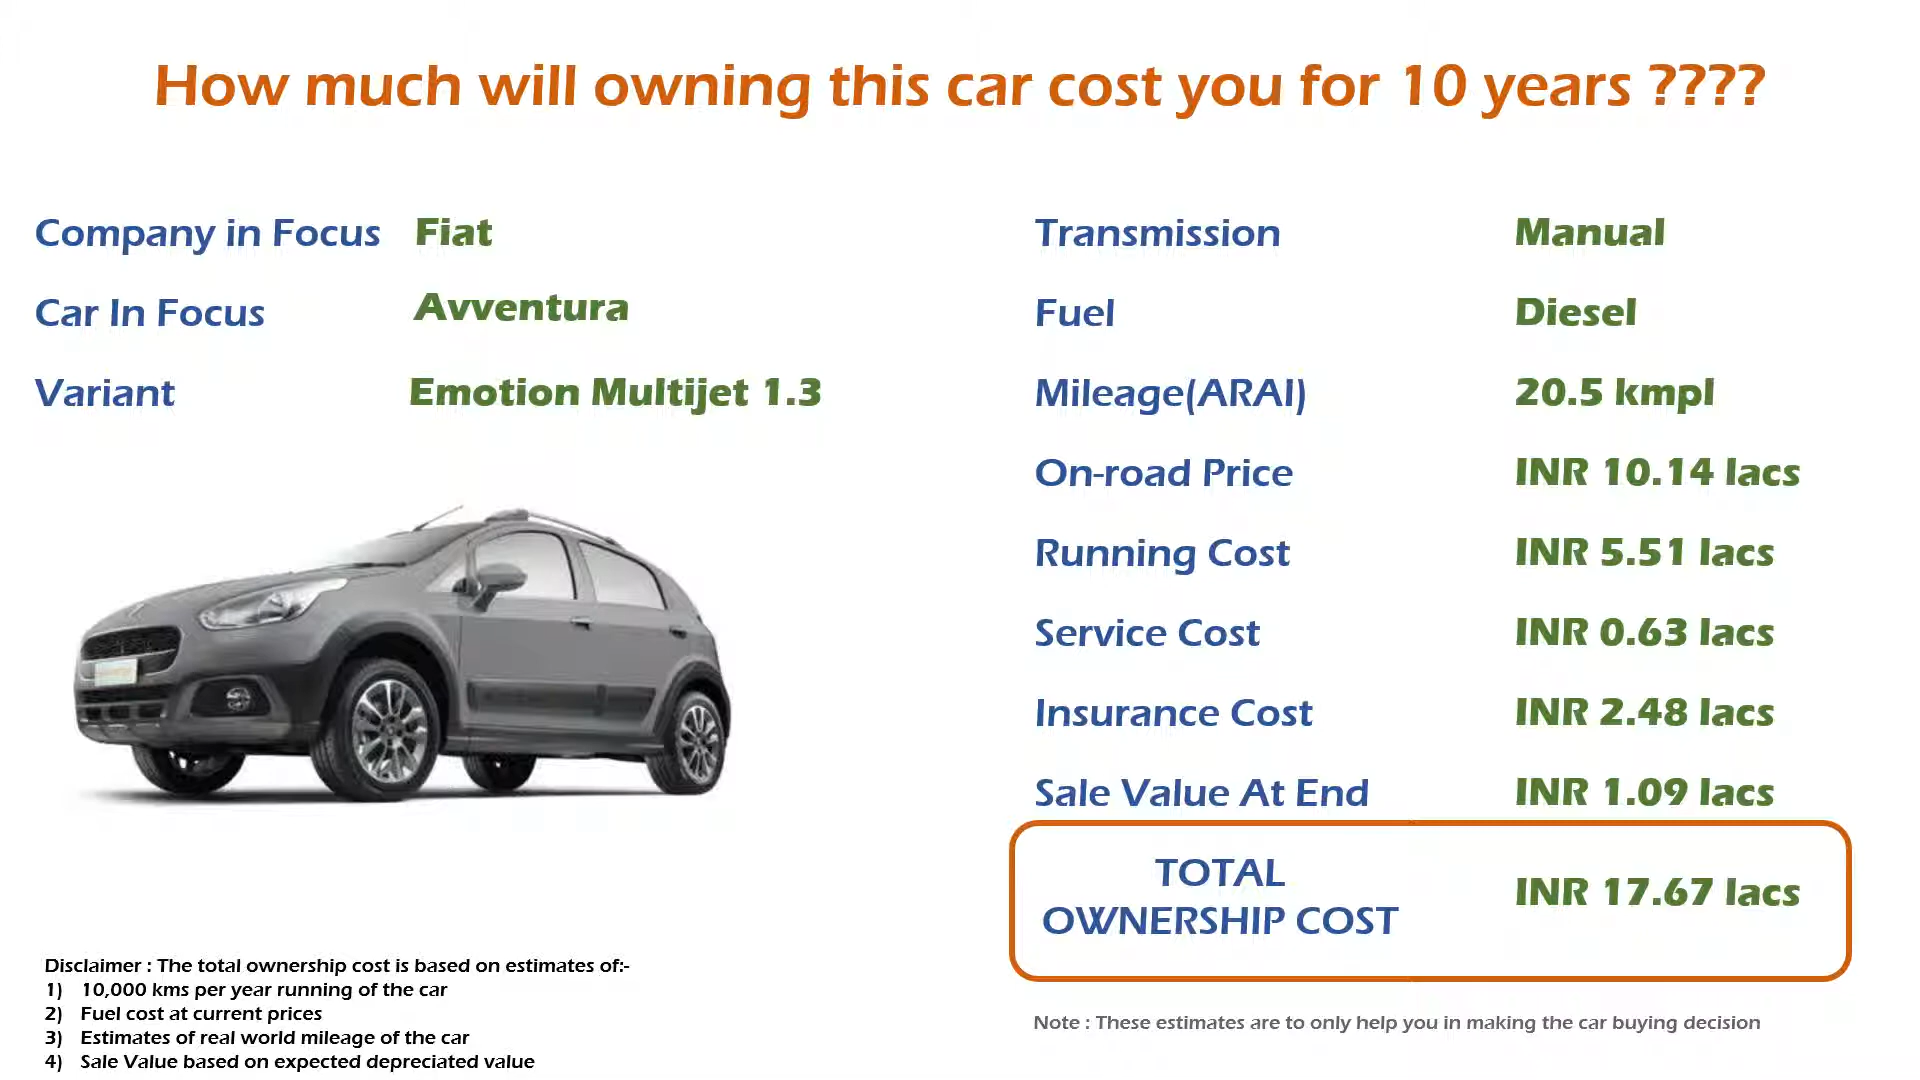 How much will owning this car cost you for 10 years ????
Company in Focus Fiat
Car In Focus Avventura
Variant Emotion Multijet 1.3
Transmission Manual
Fuel Diesel
Mileage(ARAI) 20.5 kmpl
On-road Price INR 10.14 lacs
Running Cost INR 5.51 lacs
Service Cost INR 0.63 lacs
Insurance Cost INR 2.48 lacs
Sale Value At End INR 1.09 lacs
TOTAL
OWNERSHIP COST INR 17.67 lacs
Disclaimer : The total ownership cost is based on estimates of:-
1) 10,000 kms per year running of the car
2) Fuel cost at current prices
3) Estimates of real world mileage of the car
4) Sale Value based on expected depreciated value
Note : These estimates are to only help you in making the car buying decision